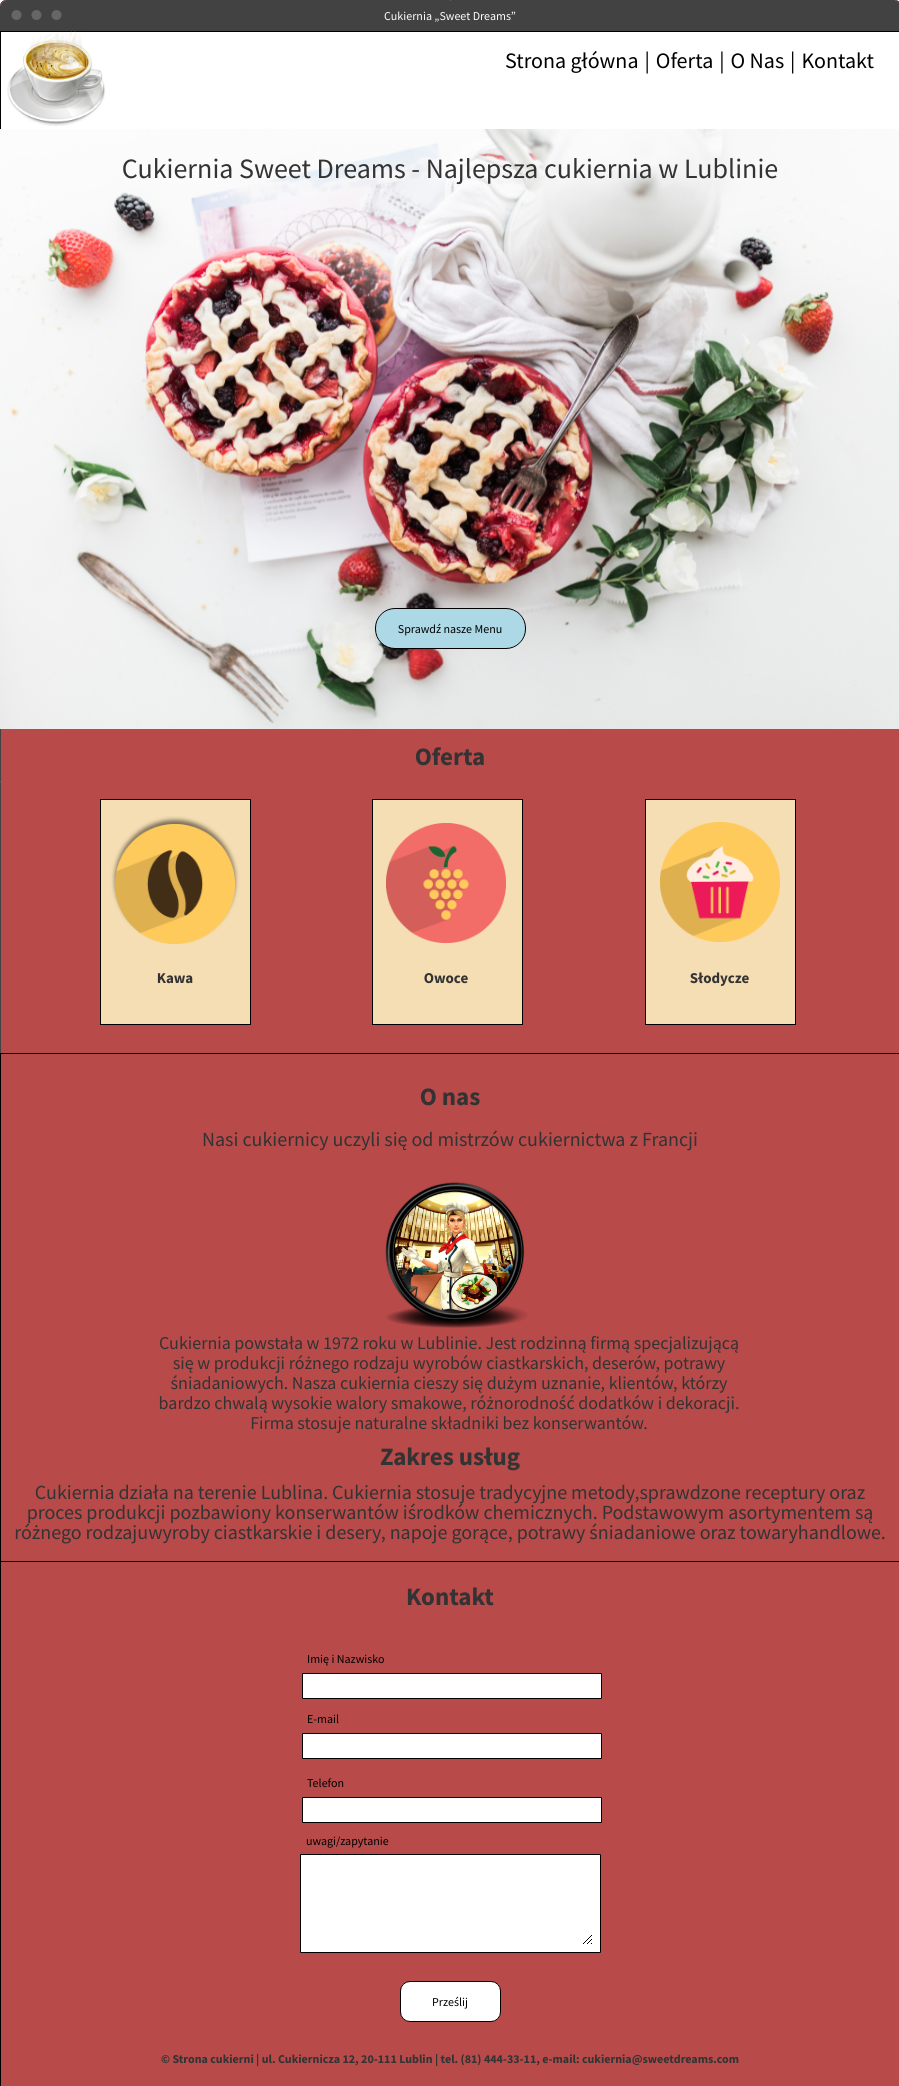 Cukiernia „Sweet Dreams”
Strona główna | Oferta | O Nas | Kontakt
Cukiernia Sweet Dreams - Najlepsza cukiernia w Lublinie
Sprawdź nasze Menu
Oferta
Kawa
Owoce
Słodycze
O nas
Nasi cukiernicy uczyli się od mistrzów cukiernictwa z Francji
Cukiernia powstała w 1972 roku w Lublinie. Jest rodzinną firmą specjalizującą
się w produkcji różnego rodzaju wyrobów ciastkarskich, deserów, potrawy
śniadaniowych. Nasza cukiernia cieszy się dużym uznanie, klientów, którzy
bardzo chwalą wysokie walory smakowe, różnorodność dodatków i dekoracji.
Firma stosuje naturalne składniki bez konserwantów.
Zakres usług
Cukiernia działa na terenie Lublina. Cukiernia stosuje tradycyjne metody,sprawdzone receptury oraz
proces produkcji pozbawiony konserwantów iśrodków chemicznych. Podstawowym asortymentem są
różnego rodzajuwyroby ciastkarskie i desery, napoje gorące, potrawy śniadaniowe oraz towaryhandlowe.
Kontakt
Imię i Nazwisko
E-mail
Telefon
uwagi/zapytanie
Prześlij
© Strona cukierni | ul. Cukiernicza 12, 20-111 Lublin | tel. (81) 444-33-11, e-mail: cukiernia@sweetdreams.com